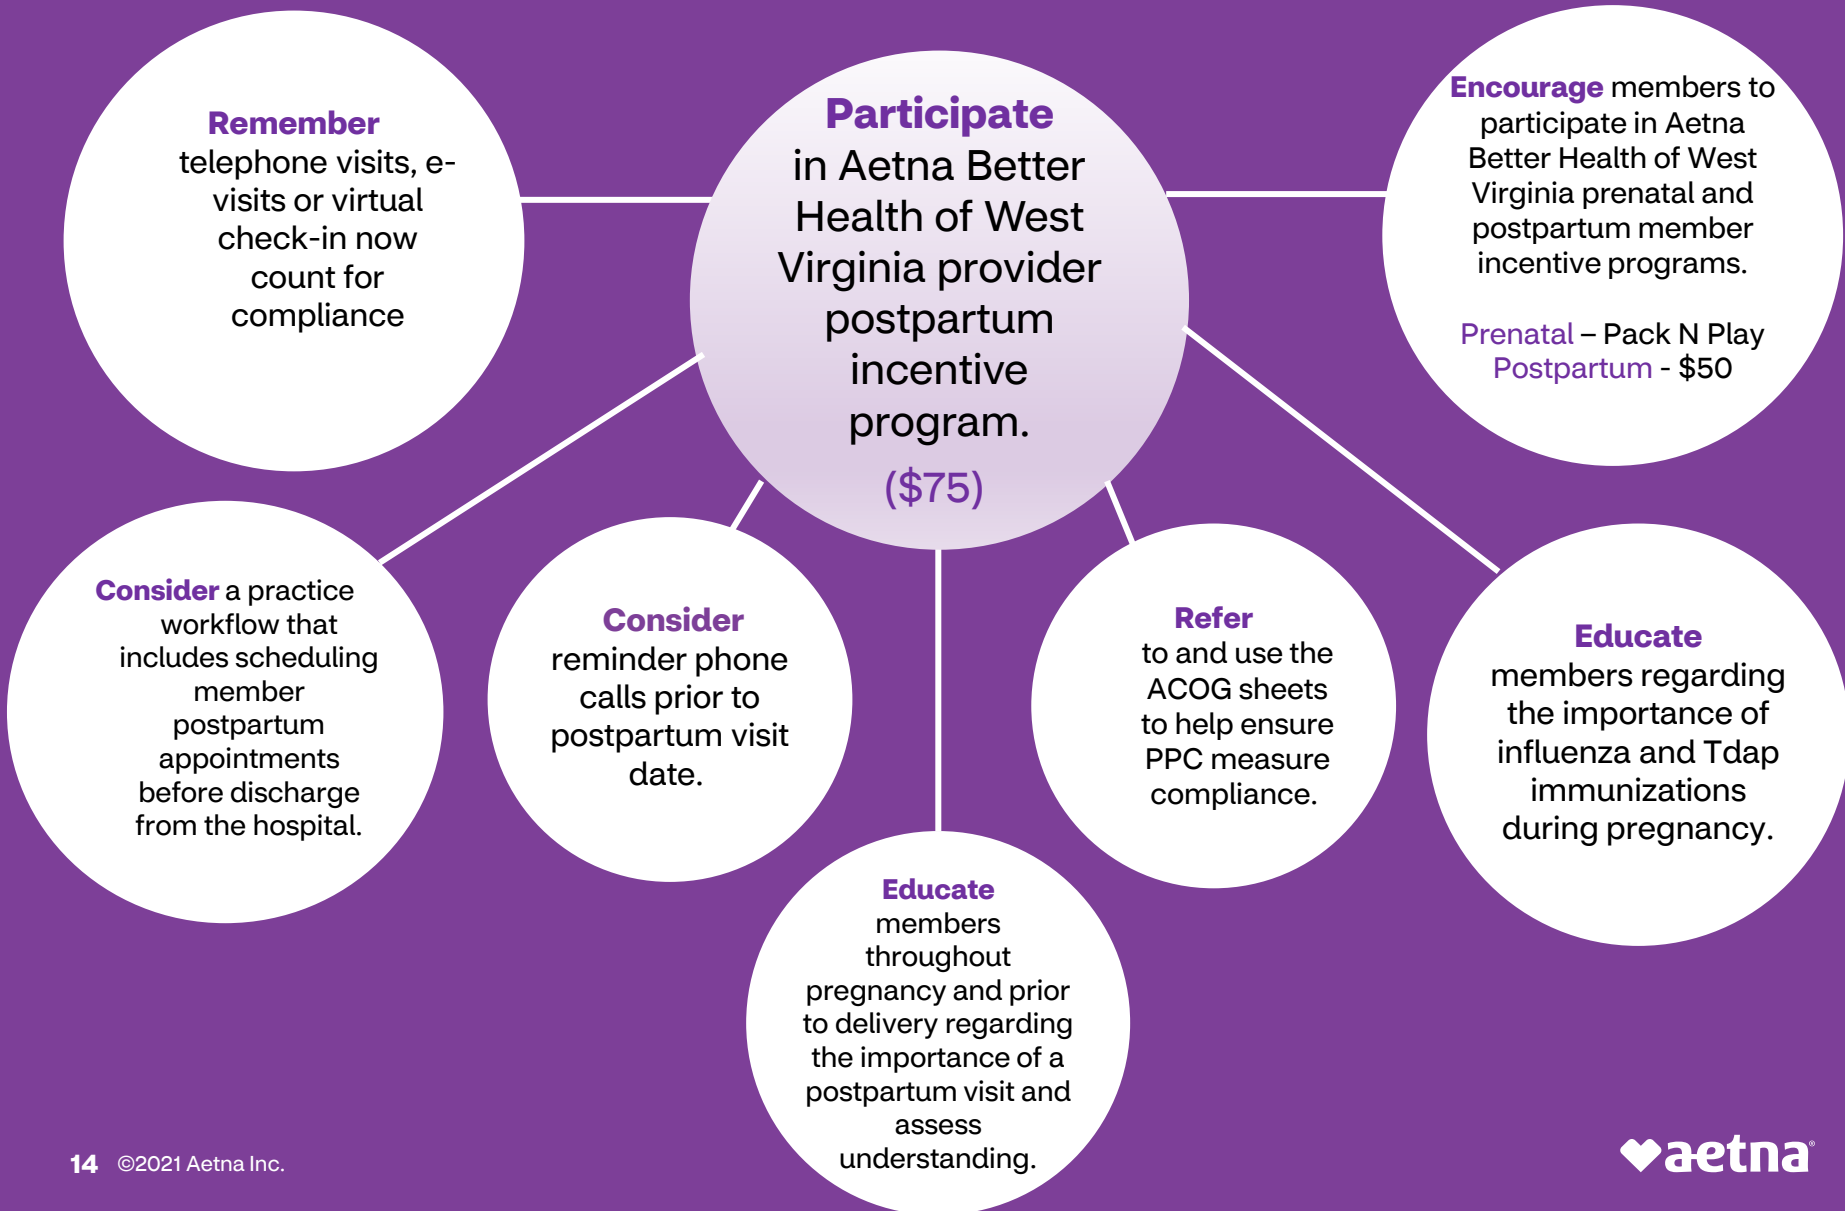 Remember
telephone visits, e-
visits or virtual
check-in now
count for
compliance
Participate
in Aetna Better
Health of West
Virginia provider
postpartum
incentive
program.
($75)
Encourage members to
participate in Aetna
Better Health of West
Virginia prenatal and
postpartum member
incentive programs.
Prenatal – Pack N Play
Postpartum - $50
Consider a practice
workflow that
includes scheduling
member
postpartum
appointments
before discharge
from the hospital.
Consider
reminder phone
calls prior to
postpartum visit
date.
Educate
members
throughout
pregnancy and prior
to delivery regarding
the importance of a
postpartum visit and
assess
understanding.
Refer
to and use the
ACOG sheets
to help ensure
PPC measure
compliance.
Educate
members regarding
the importance of
influenza and Tdap
immunizations
during pregnancy.
14 ©2021 Aetna Inc.
aetna®